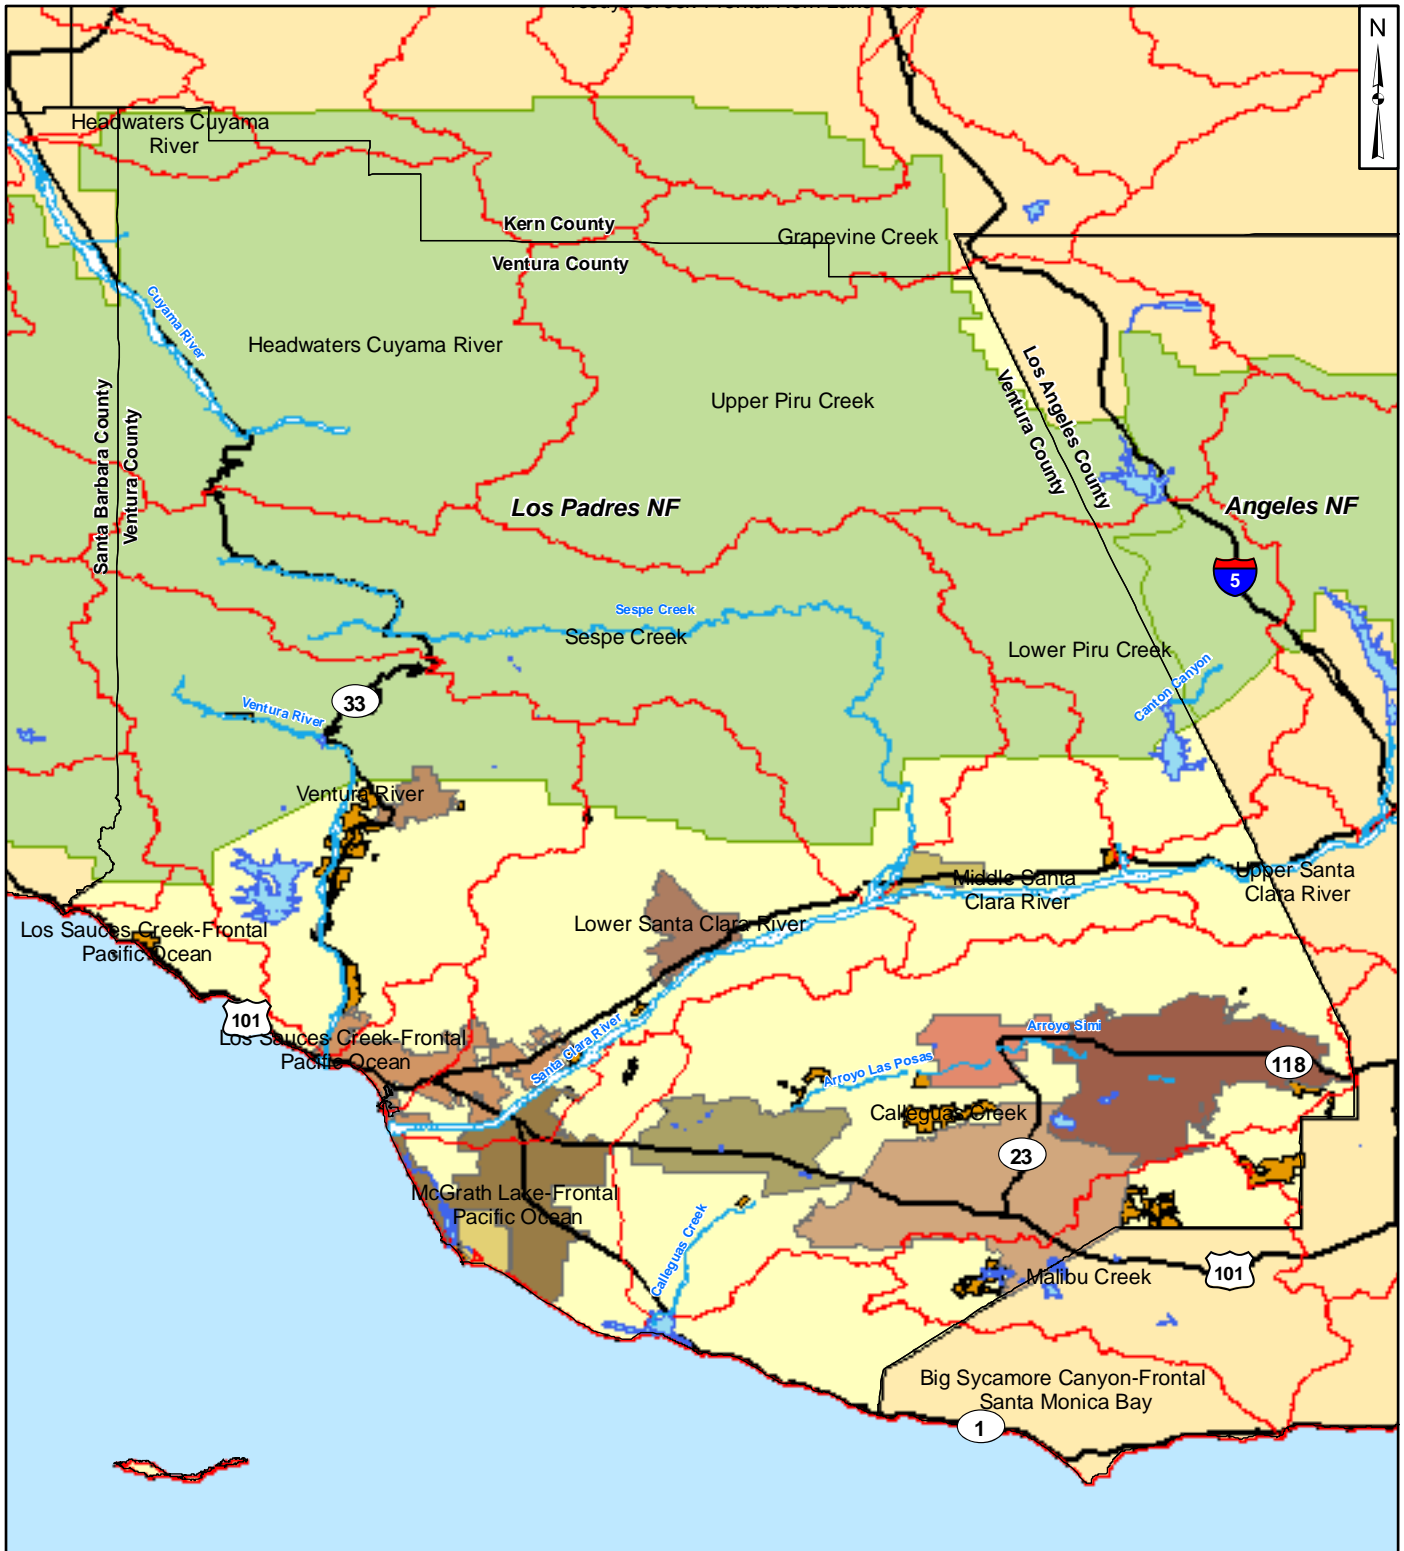 N
Headwaters Cuyama
River
Kern County
Grapevine Creek
Ventura County
Cuyama River
Headwaters Cuyama River
Los Angeles County
Ventura County
Upper Piru Creek
Santa Barbara County
Ventura County
Los Padres NF
Angeles NF
5
Sespe Creek
Sespe Creek
Lower Piru Creek
Canton Canyon
33
Ventura River
Ventura River
Middle Santa
Clara River
Upper Santa
Clara River
Lower Santa Clara River
Los Sauces Creek-Frontal
Pacific Ocean
101
Los Sauces Creek-Frontal
Pacific Ocean
Santa Clara River
Arroyo Simi
Arroyo Las Posas
118
Calleguas Creek
23
McGrath Lake-Frontal
Pacific Ocean
Calleguas Creek
Malibu Creek
101
Big Sycamore Canyon-Frontal
Santa Monica Bay
1